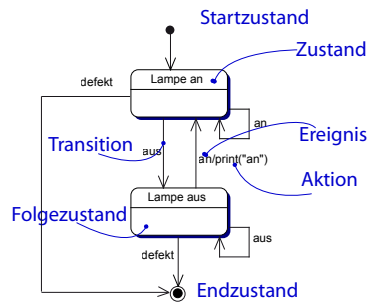 Startzustand
Zustand
defekt
Lampe an
an
Ereignis
Transition
aus
an/print("an")
Aktion
Lampe aus
Folgezustand
aus
defekt
Endzustand